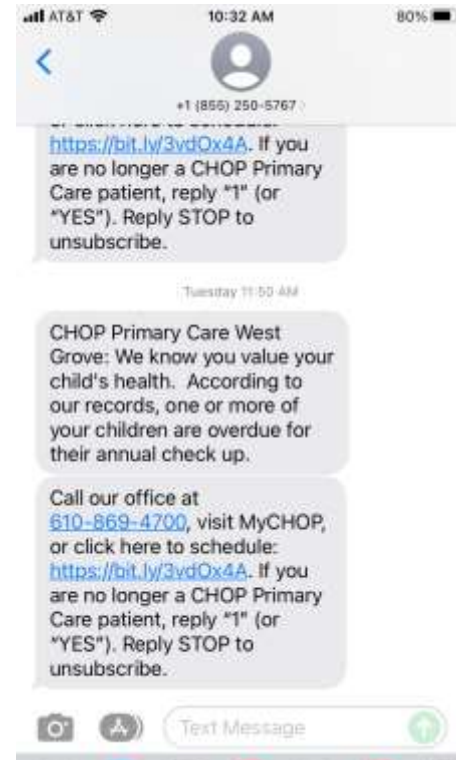 AT&T 10:32 AM 80%
+1 (855) 250-5767
or click here to schedule:
https://bit.ly/3vdOx4A. If you
are no longer a CHOP Primary
Care patient, reply "1" (or
"YES"). Reply STOP to
unsubscribe.
Tuesday 11:50 AM
CHOP Primary Care West
Grove: We know you value your
child's health. According to
our records, one or more of
your children are overdue for
their annual check up.
Call our office at
610-869-4700, visit MyCHOP,
or click here to schedule:
https://bit.ly/3vdOx4A. If you
are no longer a CHOP Primary
Care patient, reply "1" (or
"YES"). Reply STOP to
unsubscribe.
Text Message